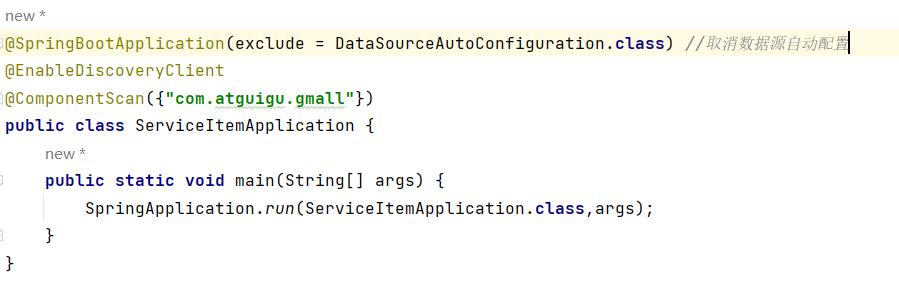 new *
@SpringBootApplication(exclude = DataSourceAutoConfiguration.class) //取消数据源自动配置
@EnableDiscoveryClient
@ComponentScan({"com.atguigu.gmall"})
public class ServiceItemApplication {
new *
public static void main(String[] args) {
SpringApplication.run(ServiceItemApplication.class,args);
}
}